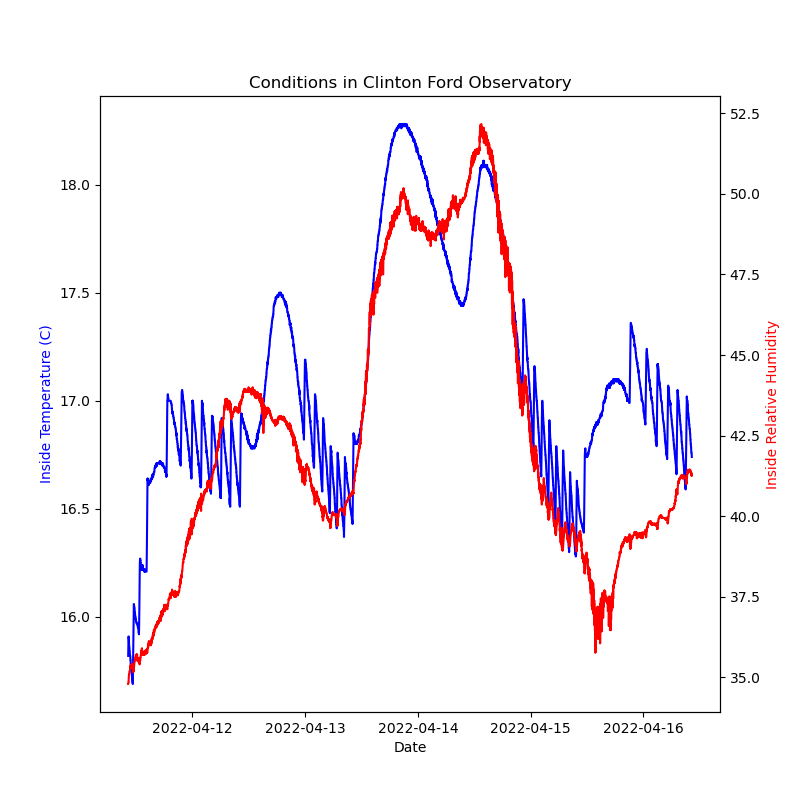 Conditions in Clinton Ford Observatory
Inside Temperature (C)
18.0
17.5
17.0
16.5
16.0
52.5
50.0
47.5
45.0
42.5
40.0
37.5
35.0
Inside Relative Humidity
2022-04-12 2022-04-13 2022-04-14 2022-04-15 2022-04-16
Date